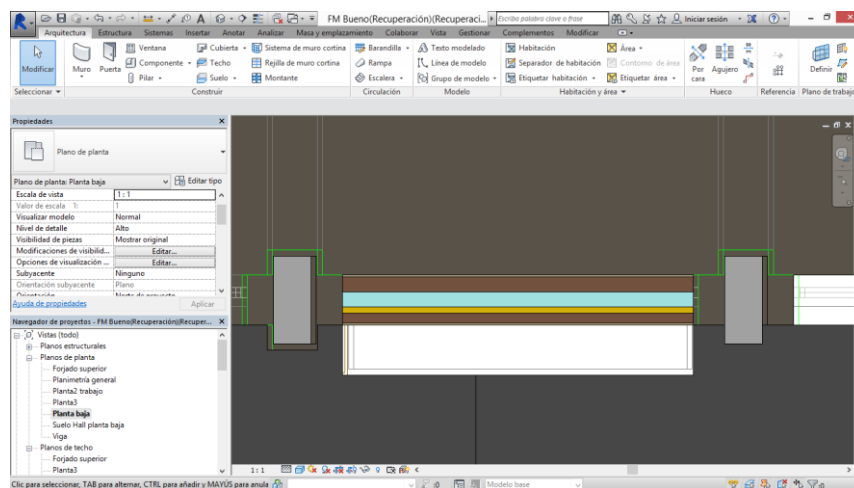 FM Bueno(Recuperación)(Recuperaci... Escriba palabra clave o frase Iniciar sesión
Arquitectura Estructura Sistemas Insertar Anotar Analizar Masa y emplazamiento Colaborar Vista Gestionar Complementos Modificar
Modificar
Muro
Puerta
Ventana
Componente
Pilar
Cubierta
Techo
Suelo
Sistema de muro cortina
Rejilla de muro cortina
Montante
Barandilla
Rampa
Escalera
Texto modelado
Línea de modelo
Grupo de modelo
Habitación
Separador de habitación
Etiquetar habitación
Área
Contorno de área
Etiquetar área
Por cara
Agujero
Definir
Seleccionar Construir Circulación Modelo Habitación y área Hueco Referencia Plano de trabajo
Propiedades X
Plano de planta
Plano de planta: Planta baja Editar tipo
Escala de vista 1 : 1
Valor de escala 1: 1
Visualizar modelo Normal
Nivel de detalle Alto
Visibilidad de piezas Mostrar original
Modificaciones de visibilid... Editar...
Opciones de visualización ... Editar...
Subyacente Ninguno
Orientación subyacente Plano
Orientación Norte de proyecto
Ayuda de propiedades Aplicar
Navegador de proyectos - FM Bueno(Recuperación)(Recuper... X
Vistas (todo)
Planos estructurales
Planos de planta
Forjado superior
Planimetría general
Planta2 trabajo
Planta3
Planta baja
Suelo Hall planta baja
Viga
Planos de techo
Forjado superior
Planta3
1 : 1
Clic para seleccionar, TAB para alternar, CTRL para añadir y MAYÚS para anula :0 Modelo base :0